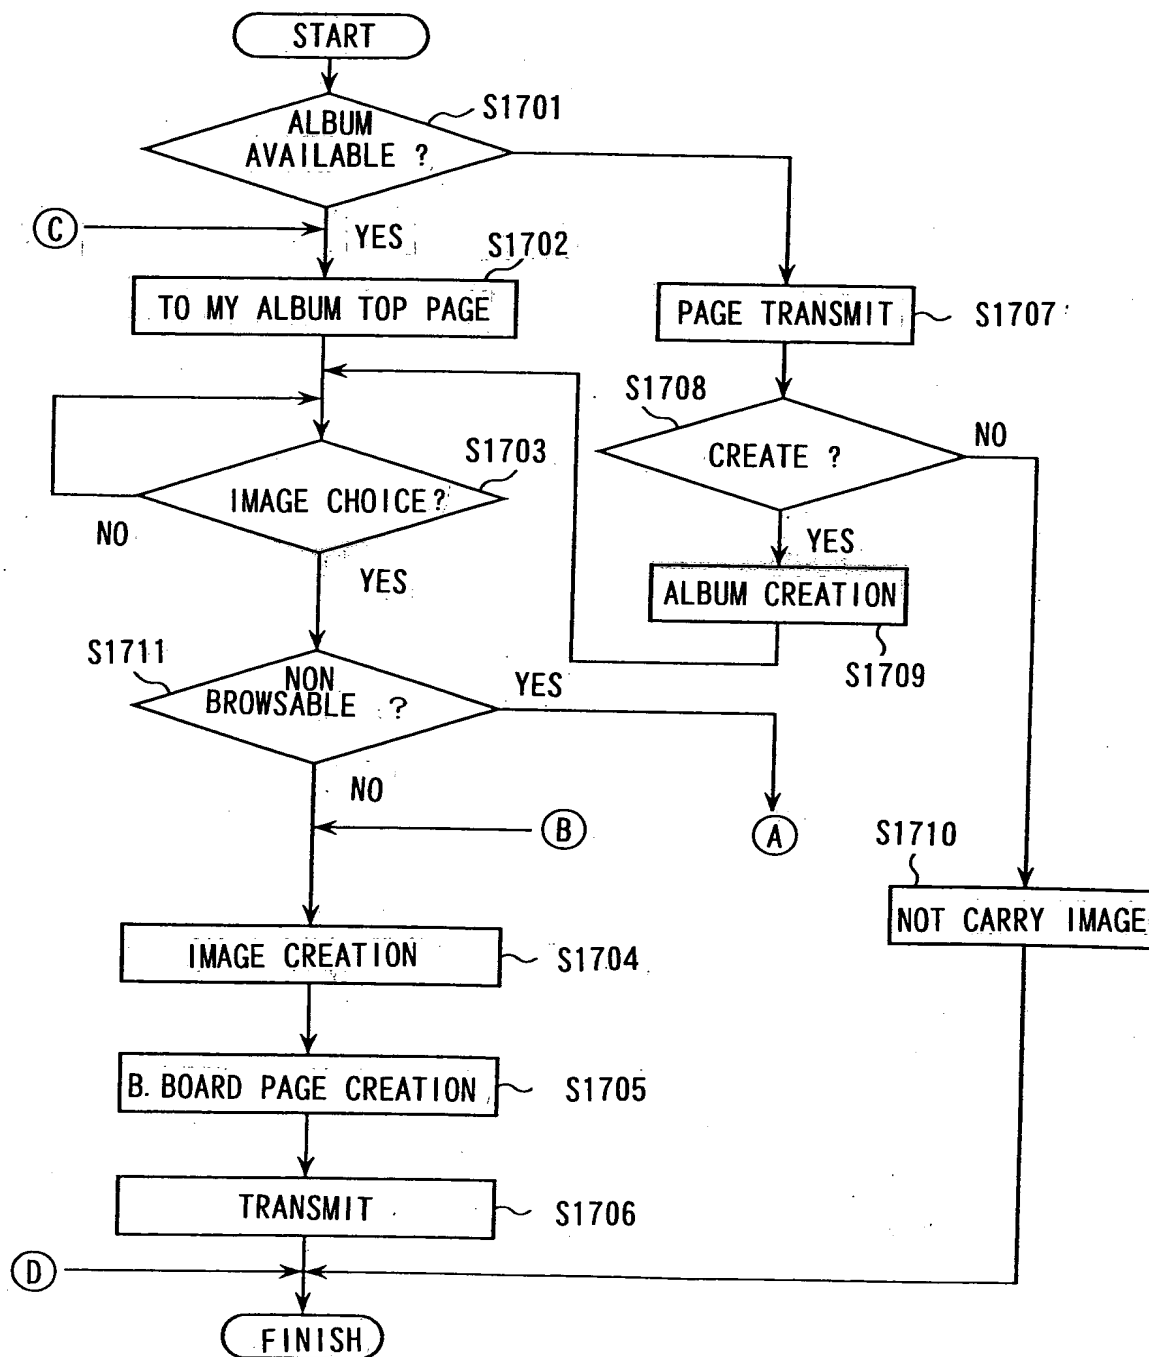 START
S1701
ALBUM
AVAILABLE ?
C
YES
S1702
TO MY ALBUM TOP PAGE
PAGE TRANSMIT
S1707
S1708
CREATE ?
NO
S1703
IMAGE CHOICE?
NO
YES
YES
ALBUM CREATION
S1709
S1711
NON
BROWSABLE ?
YES
NO
B
A
S1710
NOT CARRY IMAGE
IMAGE CREATION
S1704
B. BOARD PAGE CREATION
S1705
TRANSMIT
S1706
D
FINISH